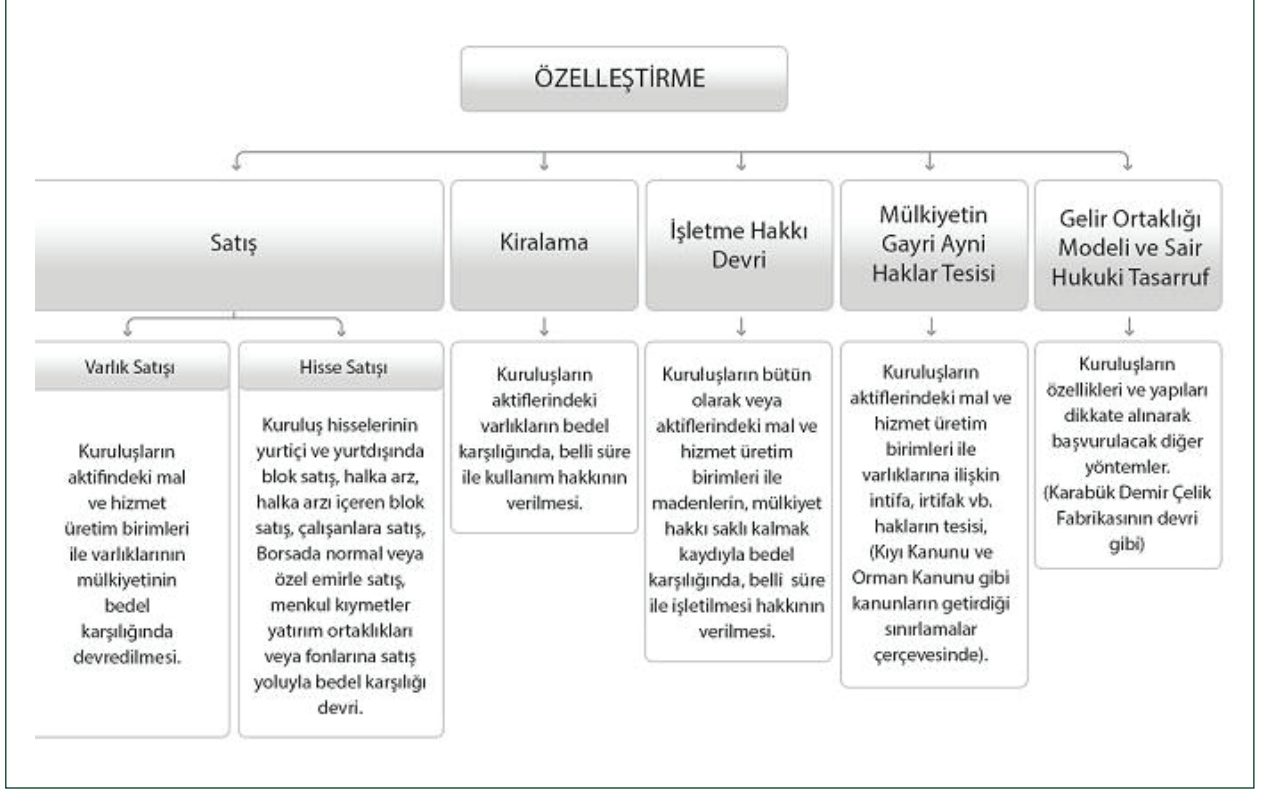 ÖZELLEŞTİRME
Satış
Varlık Satışı
Kuruluşların
aktifindeki mal
ve hizmet
üretim birimleri
ile varlıklarının
mülkiyetinin
bedel
karşılığında
devredilmesi.
Hisse Satışı
Kuruluş hisselerinin
yurtiçi ve yurtdışında
blok satış, halka arz,
halka arzı içeren blok
satış, çalışanlara satış,
Borsada normal veya
özel emirle satış,
menkul kıymetler
yatırım ortaklıkları
veya fonlarına satış
yoluyla bedel karşılığı
devri.
Kiralama
Kuruluşların
aktiflerindeki
varlıkların bedel
karşılığında, belli süre
ile kullanım hakkının
verilmesi.
İşletme Hakkı
Devri
Kuruluşların bütün
olarak veya
aktiflerindeki mal ve
hizmet üretim
birimleri ile
madenlerin, mülkiyet
hakkı saklı kalmak
kaydıyla bedel
karşılığında, belli süre
ile işletilmesi hakkının
verilmesi.
Mülkiyetin
Gayri Ayni
Haklar Tesisi
Kuruluşların
aktiflerindeki mal ve
hizmet üretim
birimleri ile
varlıklarına ilişkin
intifa, irtifak vb.
hakların tesisi,
(Kıyı Kanunu ve
Orman Kanunu gibi
kanunların getirdiği
sınırlamalar
çerçevesinde).
Gelir Ortaklığı
Modeli ve Sair
Hukuki Tasarruf
Kuruluşların
özellikleri ve yapıları
dikkate alınarak
başvurulacak diğer
yöntemler.
(Karabük Demir Çelik
Fabrikasının devri
gibi)